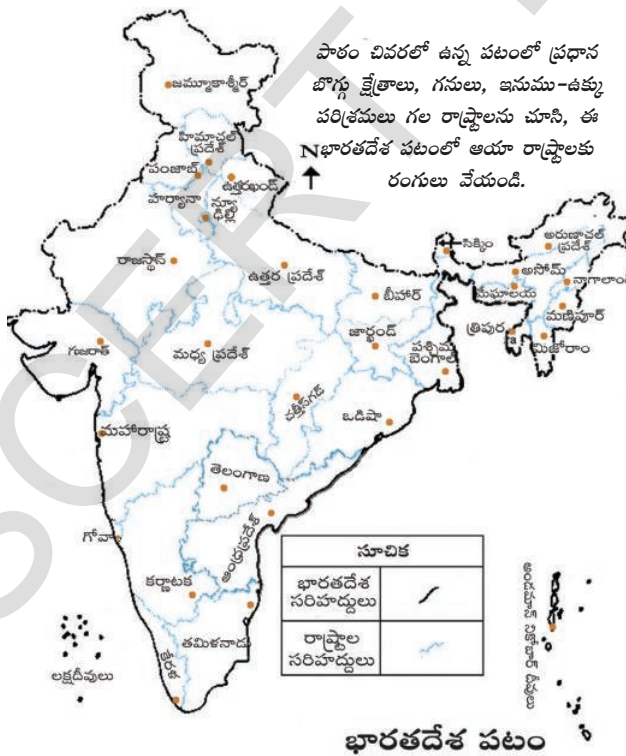 పాఠం చివరలో ఉన్న పటంలో ప్రధాన
బొగ్గు క్షేత్రాలు, గనులు, ఇనుము-ఉక్కు
పరిశ్రమలు గల రాష్ట్రాలను చూసి, ఈ
భారతదేశ పటంలో ఆయా రాష్ట్రాలకు
రంగులు వేయండి.
N
జమ్మూకాశ్మీర్
హిమాచల్
ప్రదేశ్
పంజాబ్
ఉత్తరఖండ్
హర్యానా
న్యూ
ఢిల్లీ
రాజస్థాన్
ఉత్తర ప్రదేశ్
సిక్కిం
అరుణాచల్
ప్రదేశ్
అసోమ్
నాగాలాండ్
మేఘాలయ
బీహార్
మణిపూర్
త్రిపుర
మిజోరాం
గుజరాత్
మధ్య ప్రదేశ్
జార్ఖండ్
పశ్చిమ
బెంగాల్
ఛత్తీస్‌గఢ్
ఒడిషా
మహారాష్ట్ర
తెలంగాణ
గోవా
ఆంధ్రప్రదేశ్
కర్ణాటక
తమిళనాడు
కేరళ
లక్షదీవులు
అండమాన్ నికోబార్ దీవులు
సూచిక
భారతదేశ
సరిహద్దులు
రాష్ట్రాల
సరిహద్దులు
భారతదేశ పటం
SCERT